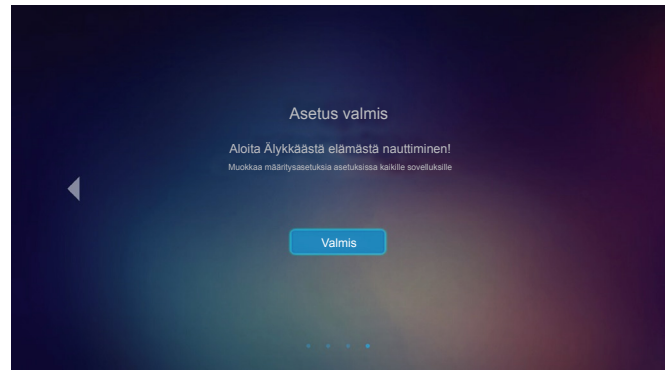 Asetus valmis
Aloita Älykkäästä elämästä nauttiminen!
Muokkaa määritysasetuksia asetuksissa kaikille sovelluksille
Valmis